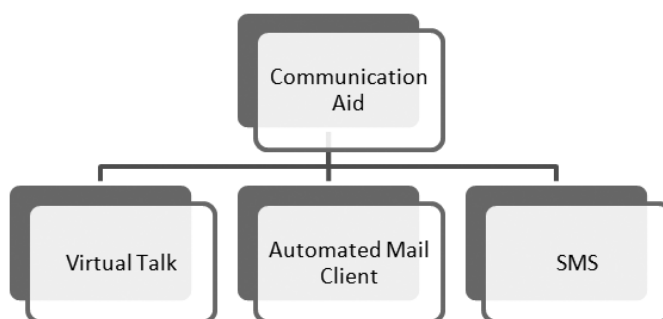 Communication
Aid
Virtual Talk
Automated Mail
Client
SMS